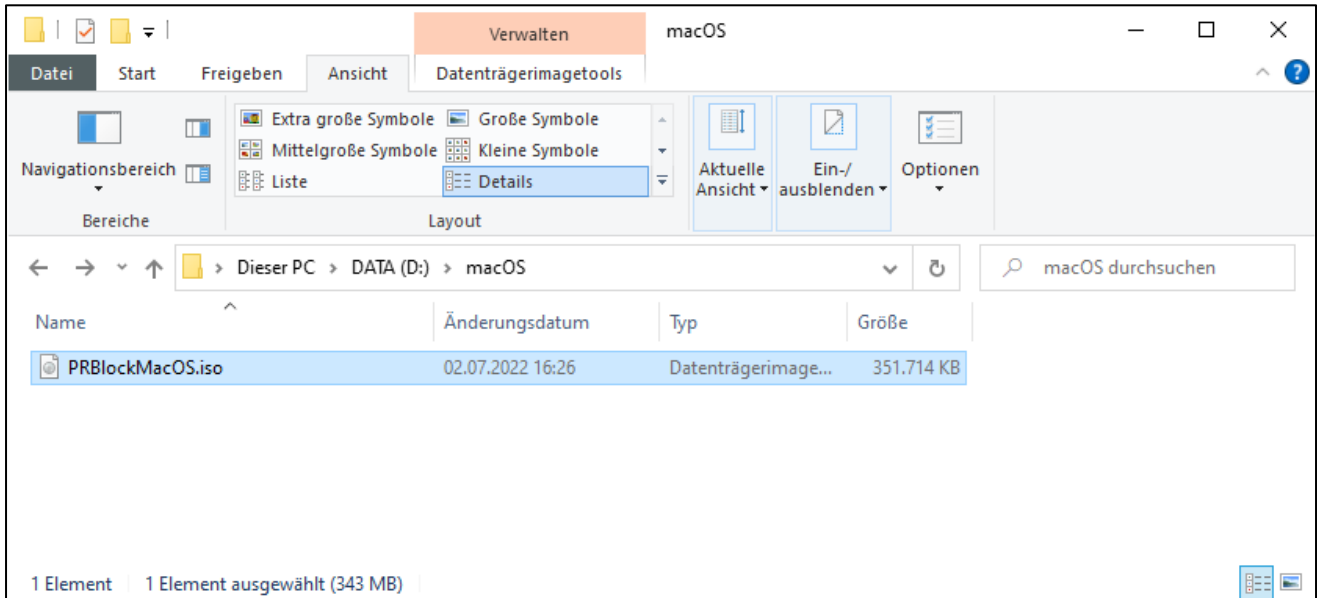 Verwalten
macOS
Datei Start Freigeben Ansicht Datenträgerimagetools
Navigationsbereich
Bereiche
Extra große Symbole Große Symbole
Mittelgroße Symbole Kleine Symbole
Liste Details
Layout
Aktuelle Ansicht
Ein-/ausblenden
Optionen
Dieser PC > DATA (D:) > macOS
macOS durchsuchen
Name Änderungsdatum Typ Größe
PRBlockMacOS.iso 02.07.2022 16:26 Datenträgerimage... 351.714 KB
1 Element 1 Element ausgewählt (343 MB)